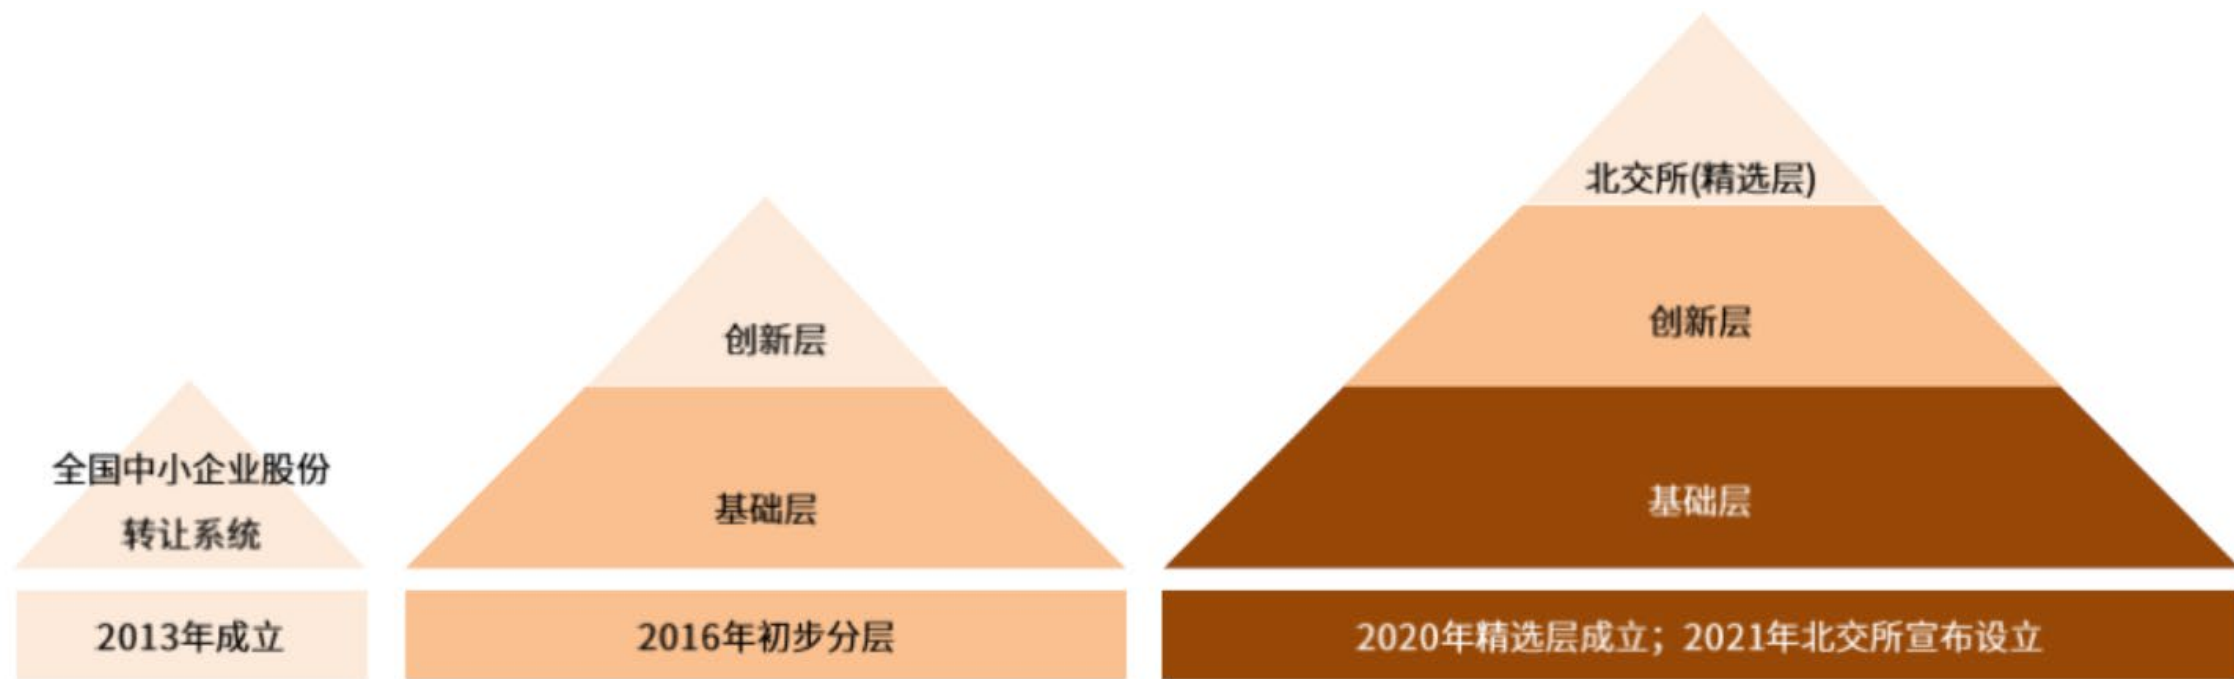 全国中小企业股份
转让系统
2013年成立
创新层
基础层
2016年初步分层
北交所(精选层)
创新层
基础层
2020年精选层成立；2021年北交所宣布设立